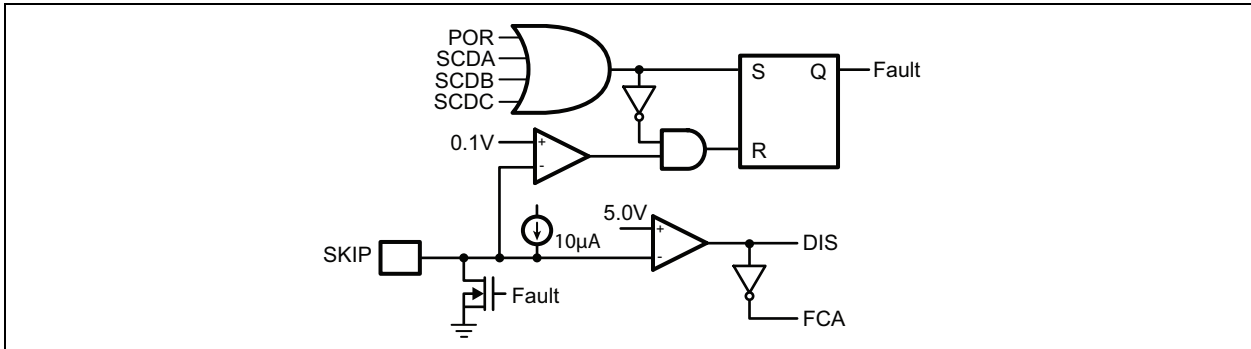 POR
SCDA
SCDB
SCDC
S Q Fault
0.1V + -
R
5.0V + -
10µA
SKIP
DIS
Fault
FCA